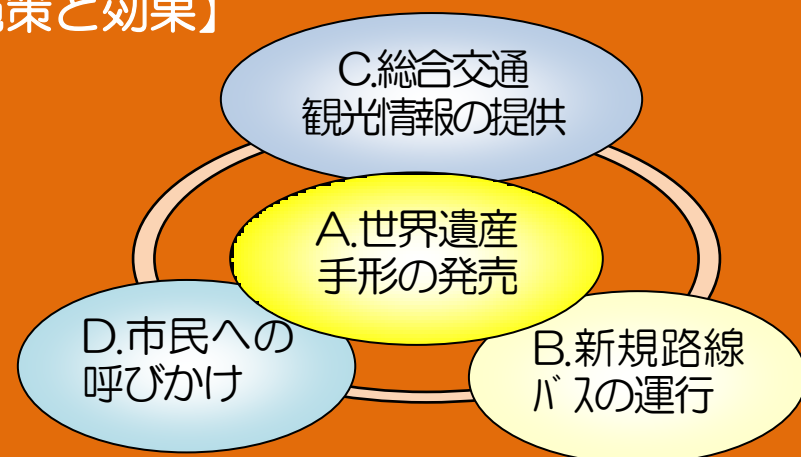 策と効果】
C.総合交通
観光情報の提供
A.世界遺産
手形の発売
D.市民への
呼びかけ
B.新規路線
バスの運行